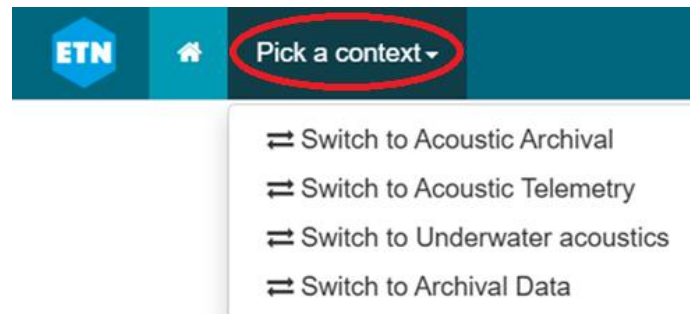 ETN
Pick a context
Switch to Acoustic Archival
Switch to Acoustic Telemetry
Switch to Underwater acoustics
Switch to Archival Data